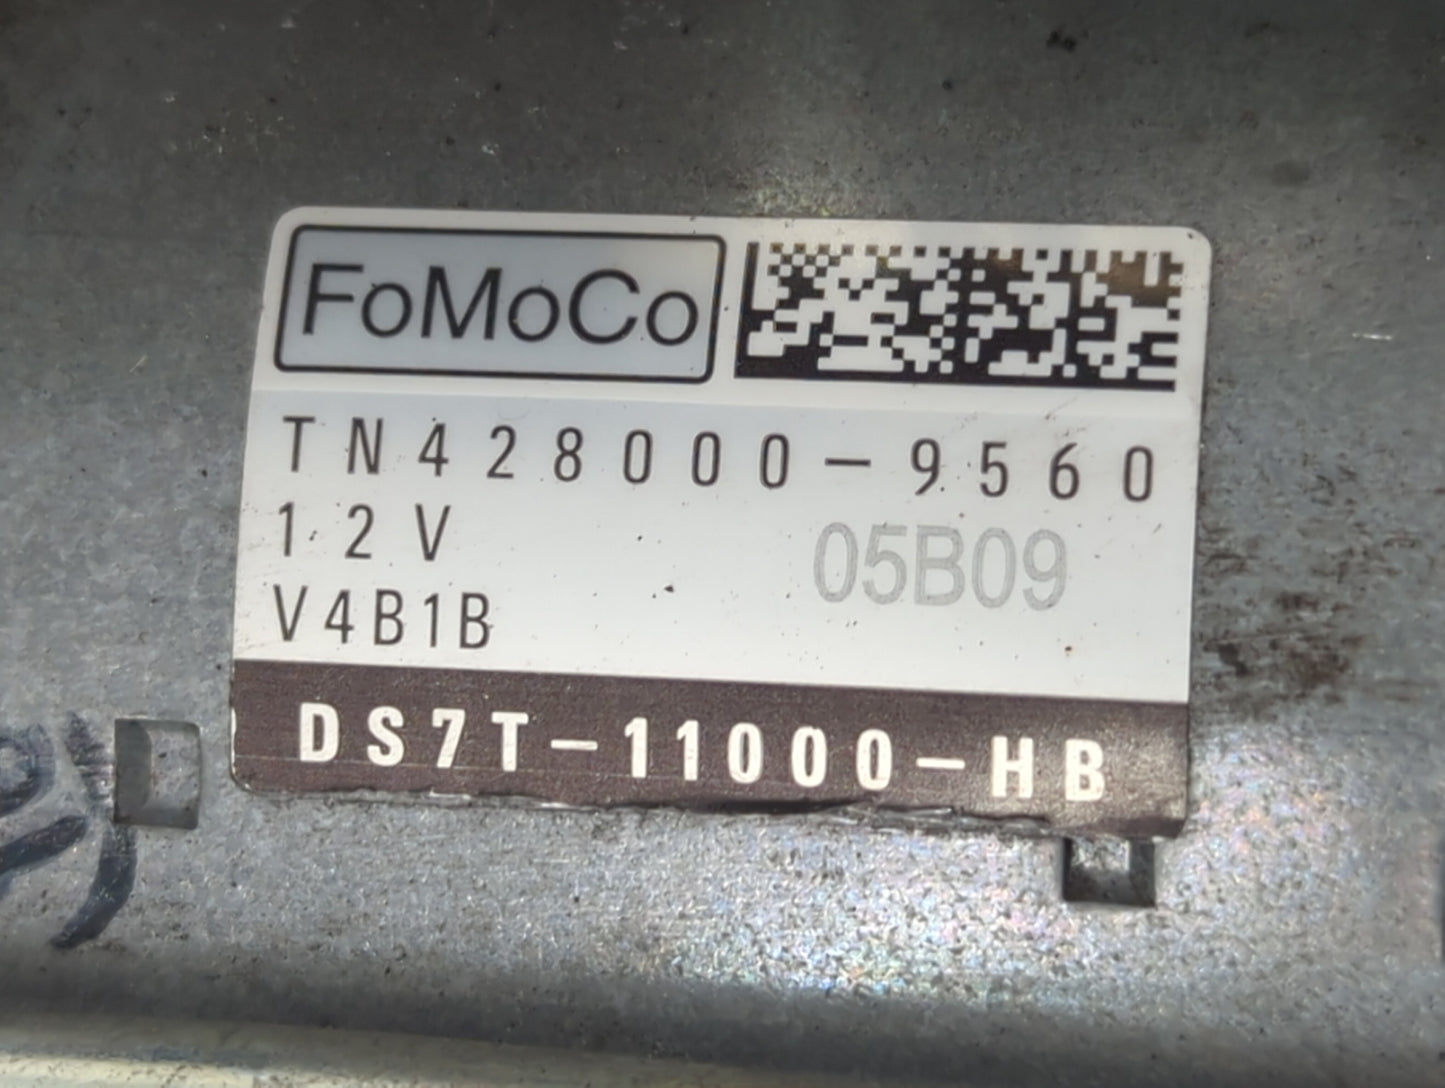 FoMoCo
TN428000-9560
12V 05B09
V4B1B
DS7T-11000-HB